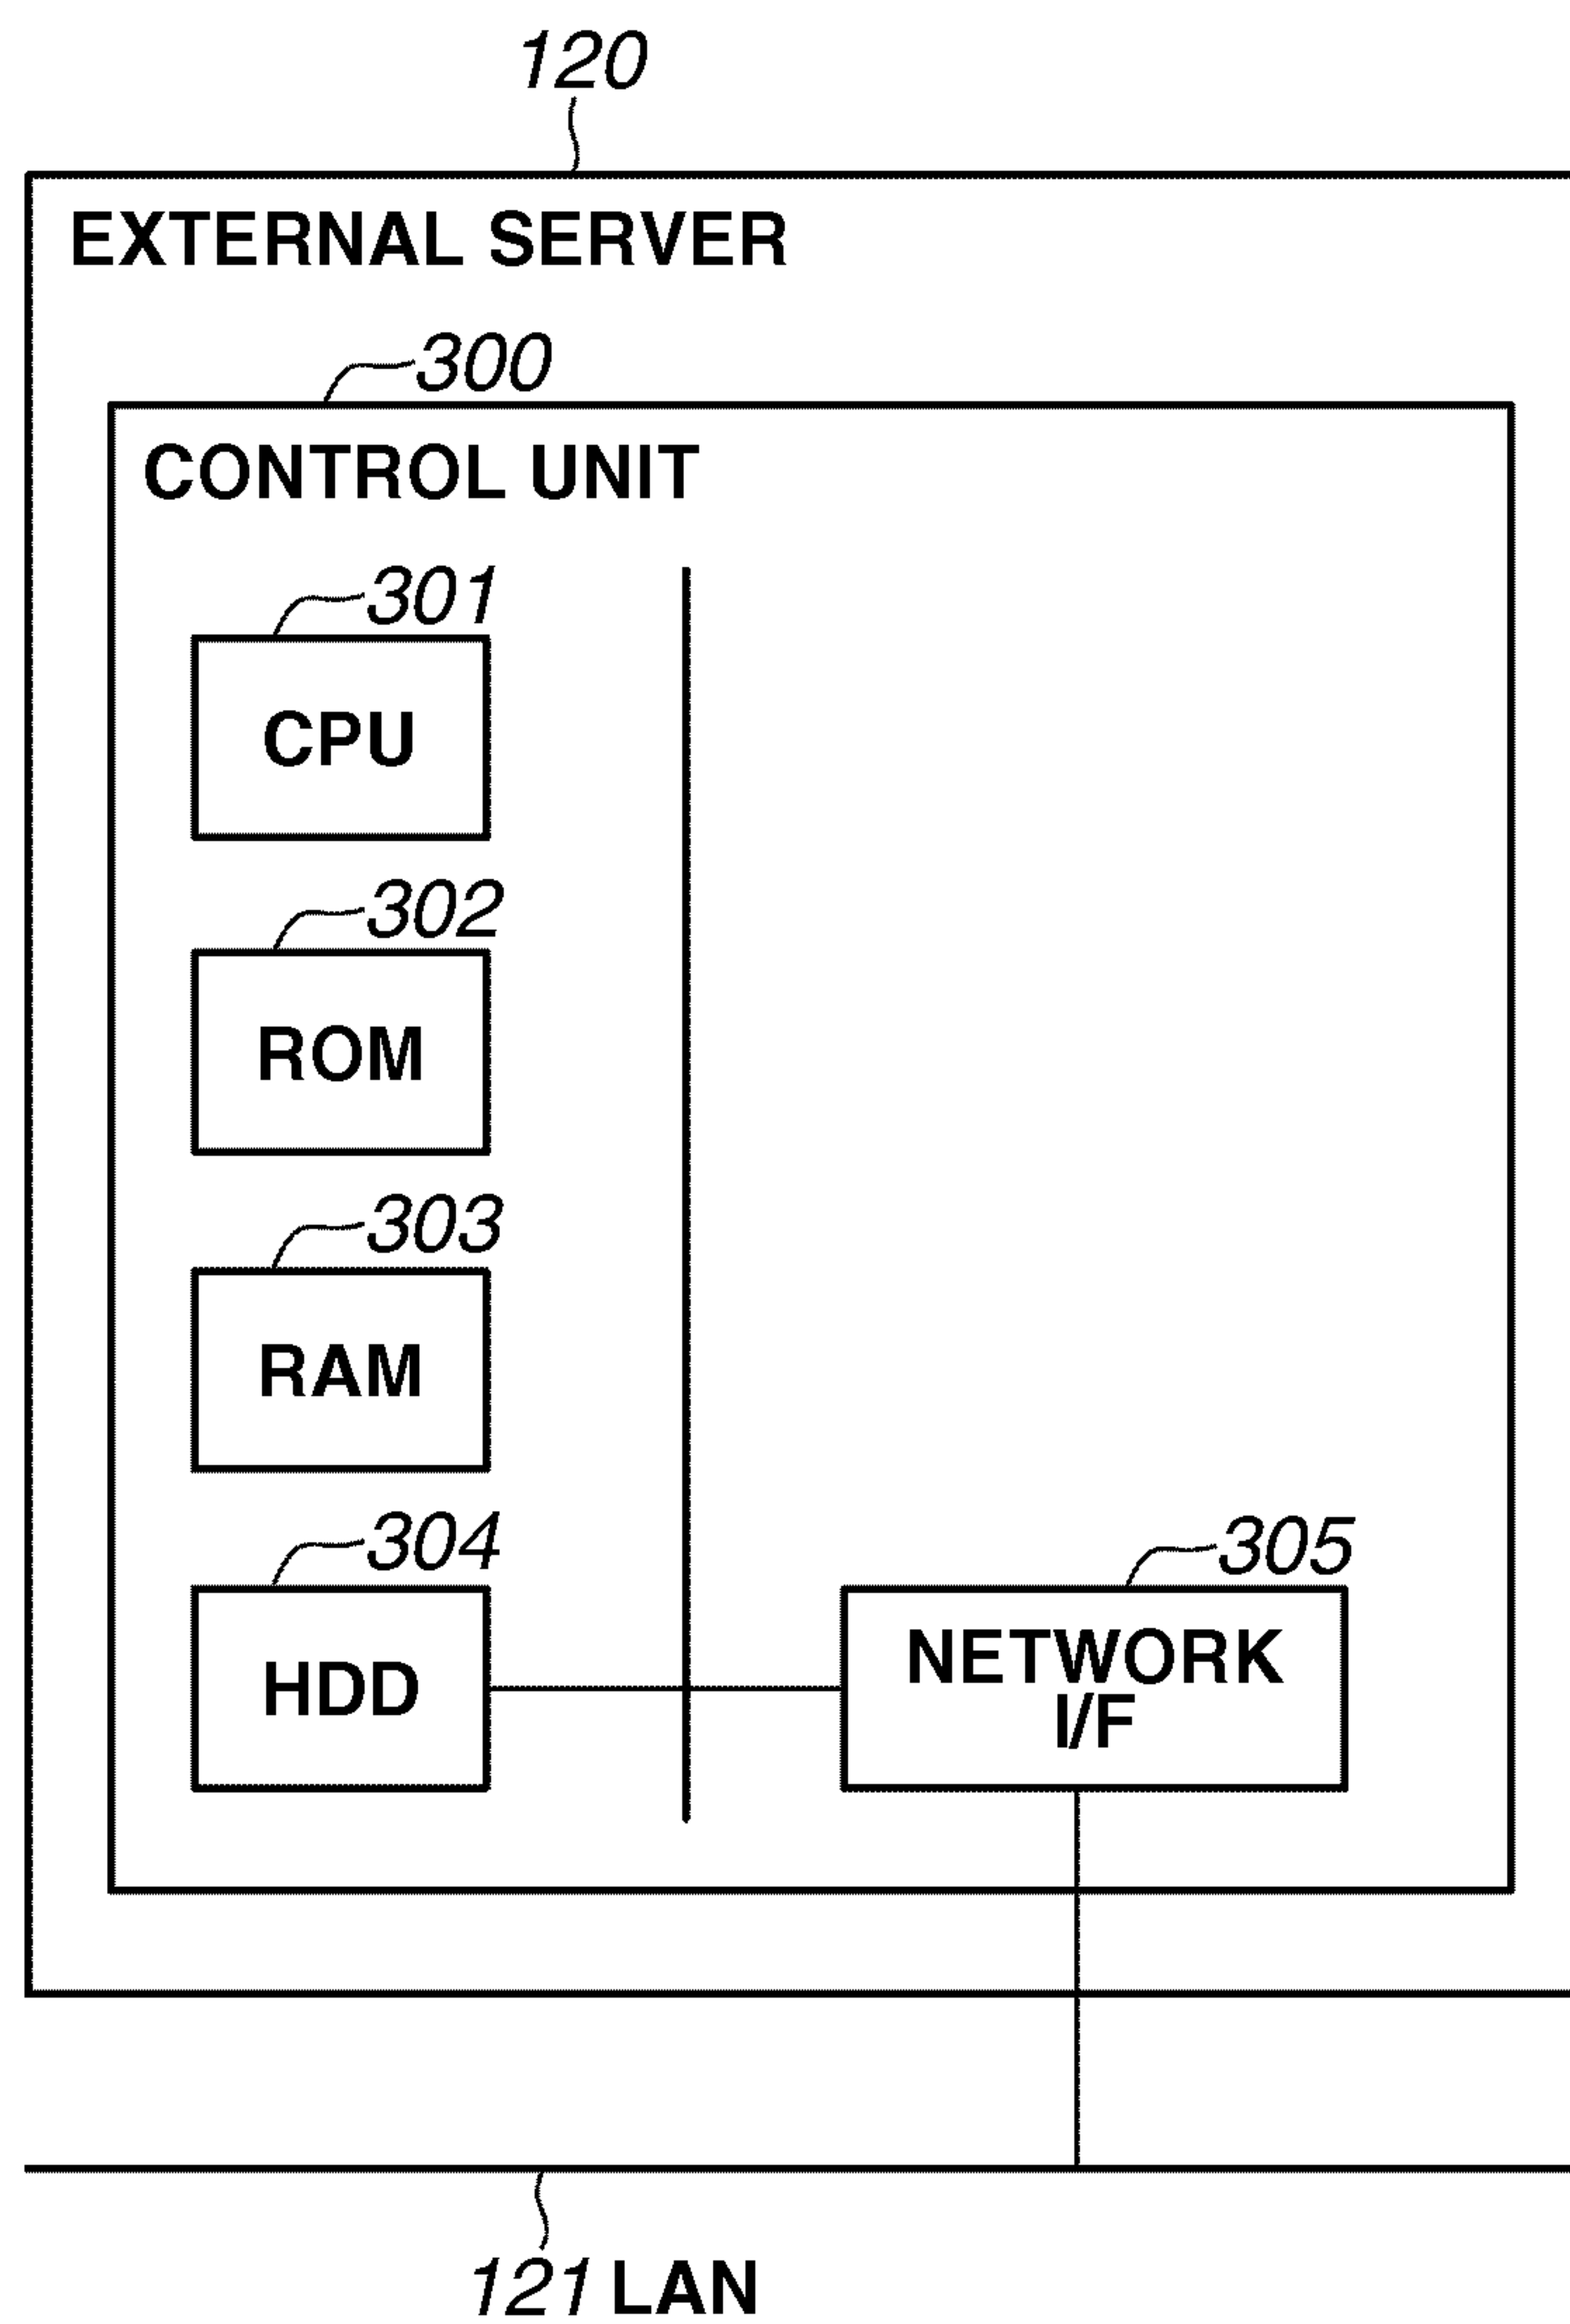 120
EXTERNAL SERVER
300
CONTROL UNIT
301
CPU
302
ROM
303
RAM
304
HDD
305
NETWORK
I/F
121 LAN